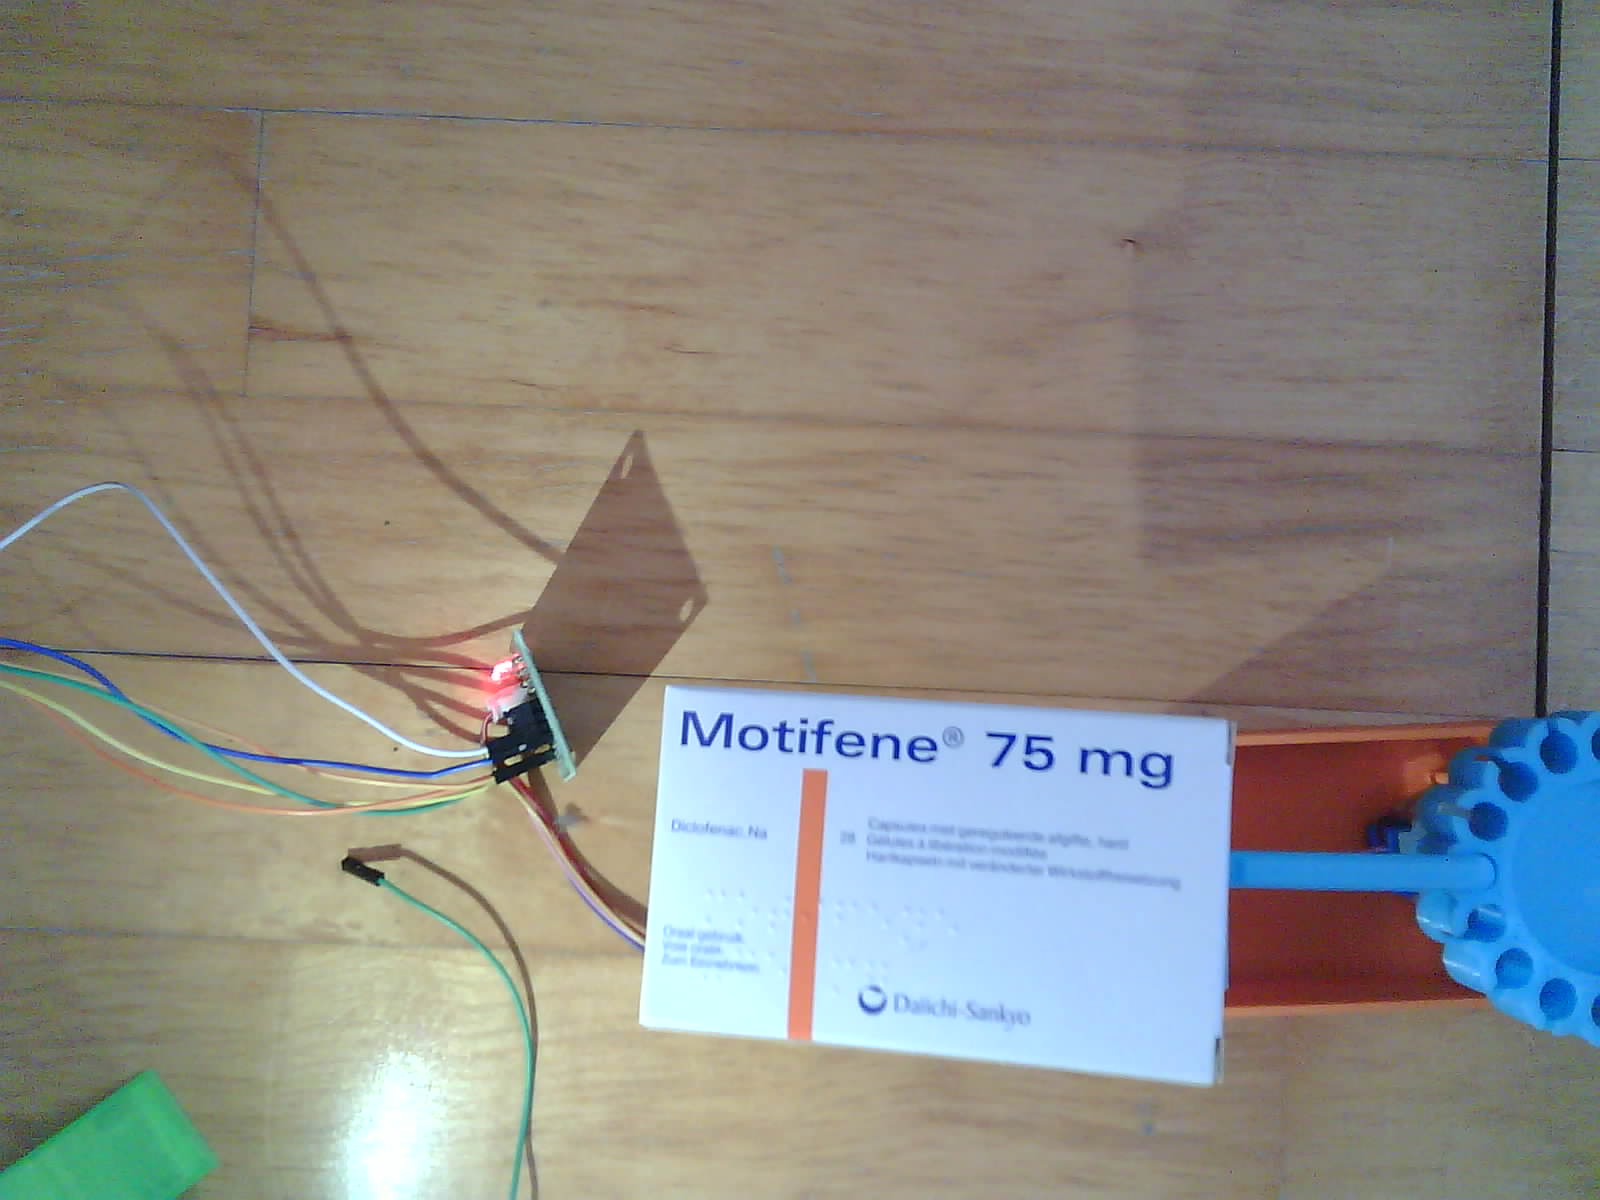 Motifene® 75 mg
Diclofenac. Na
28
Capsules met gereguleerde afgifte, hard
Gélules à libération modifiée
Hartkapseln mit veränderter Wirkstofffreisetzung
Oraal gebruik.
Voie orale.
Zum Einnehmen.
Daiichi-Sankyo